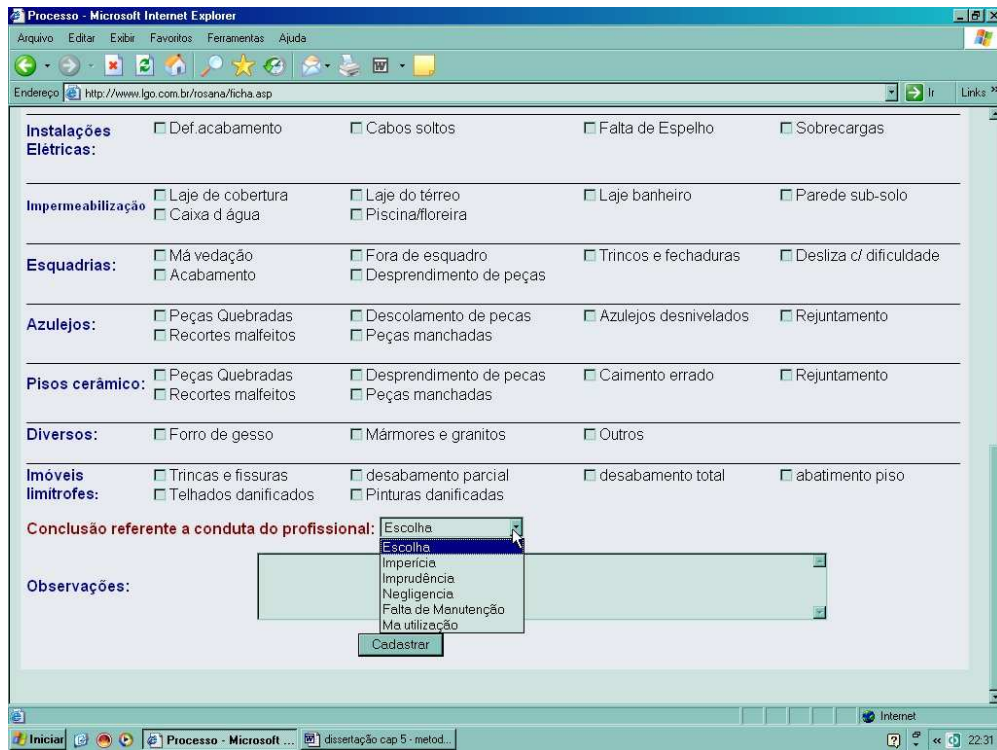 Processo - Microsoft Internet Explorer
Arquivo Editar Exibir Favoritos Ferramentas Ajuda
Endereço http://www.lgo.com.br/rosana/ficha.asp Ir Links »
Instalações Elétricas: Def.acabamento Cabos soltos Falta de Espelho Sobrecargas
Impermeabilização Laje de cobertura Laje do térreo Laje banheiro Parede sub-solo
Caixa d água Piscina/floreira
Esquadrias: Má vedação Fora de esquadro Trincos e fechaduras Desliza c/ dificuldade
Acabamento Desprendimento de peças
Azulejos: Peças Quebradas Descolamento de pecas Azulejos desnivelados Rejuntamento
Recortes malfeitos Peças manchadas
Pisos cerâmico: Peças Quebradas Desprendimento de pecas Caimento errado Rejuntamento
Recortes malfeitos Peças manchadas
Diversos: Forro de gesso Mármores e granitos Outros
Imóveis limítrofes: Trincas e fissuras desabamento parcial desabamento total abatimento piso
Telhados danificados Pinturas danificadas
Conclusão referente a conduta do profissional: Escolha
Escolha
Imperícia
Imprudência
Negligencia
Falta de Manutenção
Ma utilização
Observações:
Cadastrar
Internet
Iniciar Processo - Microsoft ... dissertação cap 5 - metod... « 22:31